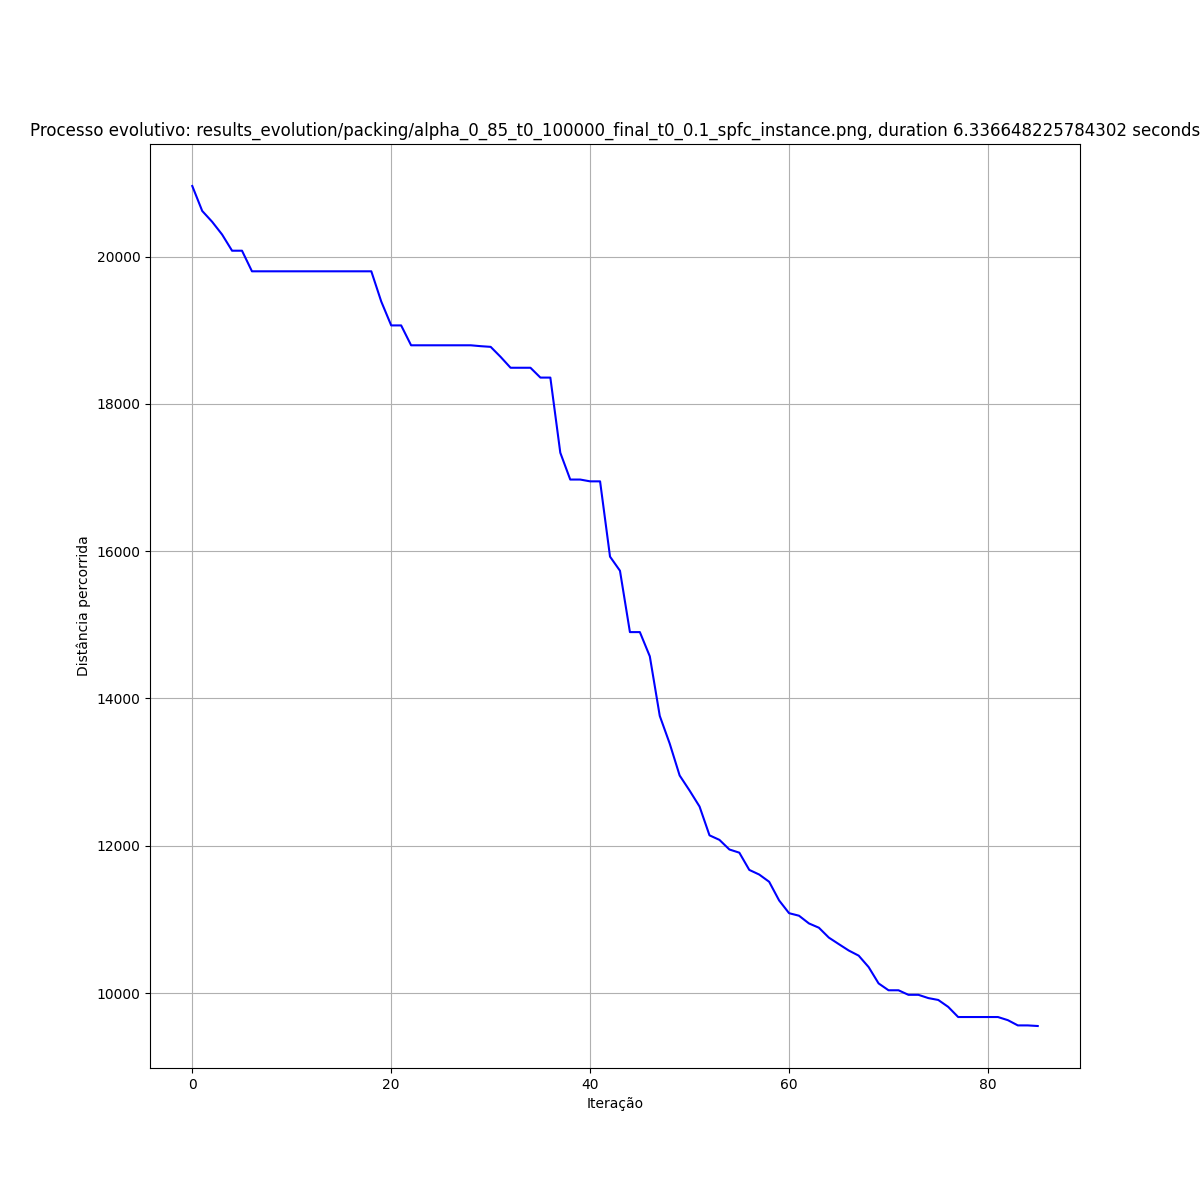 Processo evolutivo: results_evolution/packing/alpha_0_85_t0_100000_final_t0_0.1_spfc_instance.png, duration 6.336648225784302 seconds
20000
18000
16000
14000
12000
10000
Distância percorrida
0 20 40 60 80
Iteração